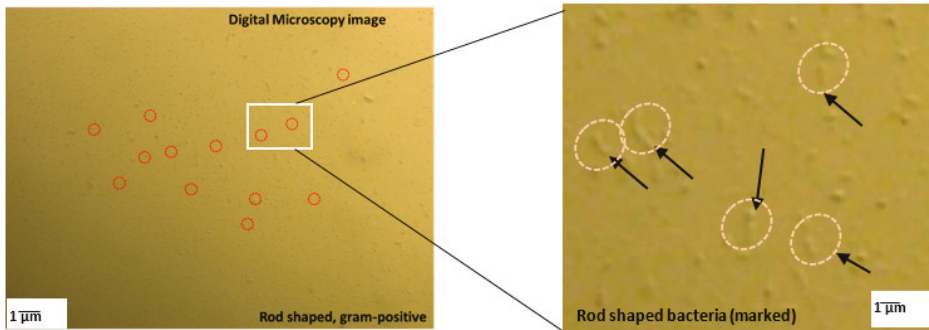 Digital Microscopy image
1 µm
Rod shaped, gram-positive
Rod shaped bacteria (marked)
1 µm